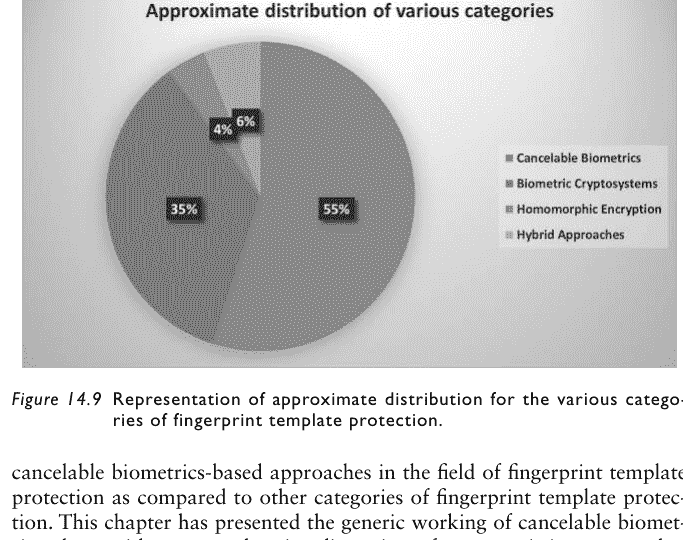 Approximate distribution of various categories
6%
4%
35%
55%
Cancelable Biometrics
Biometric Cryptosystems
Homomorphic Encryption
Hybrid Approaches
Figure 14.9 Representation of approximate distribution for the various catego-
ries of fingerprint template protection.
cancelable biometrics-based approaches in the field of fingerprint template
protection as compared to other categories of fingerprint template protec-
tion. This chapter has presented the generic working of cancelable biomet-